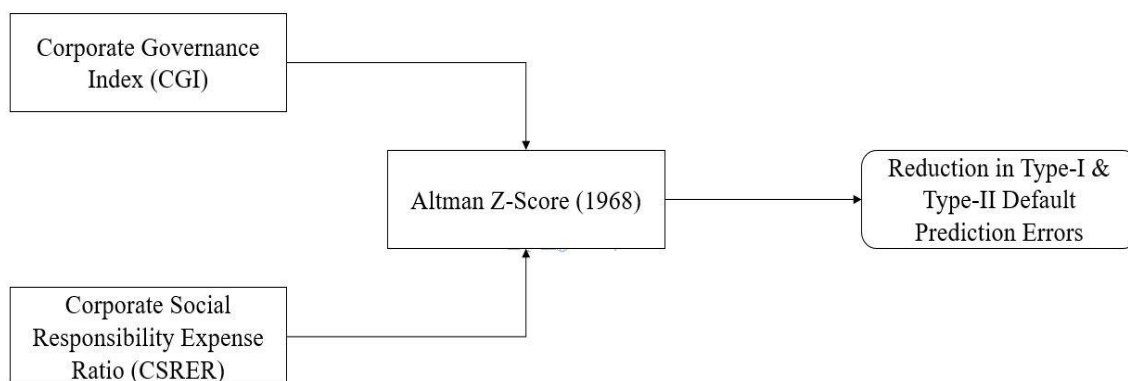 Corporate Governance
Index (CGI)
Altman Z-Score (1968)
Reduction in Type-I &
Type-II Default
Prediction Errors
Corporate Social
Responsibility Expense
Ratio (CSRER)